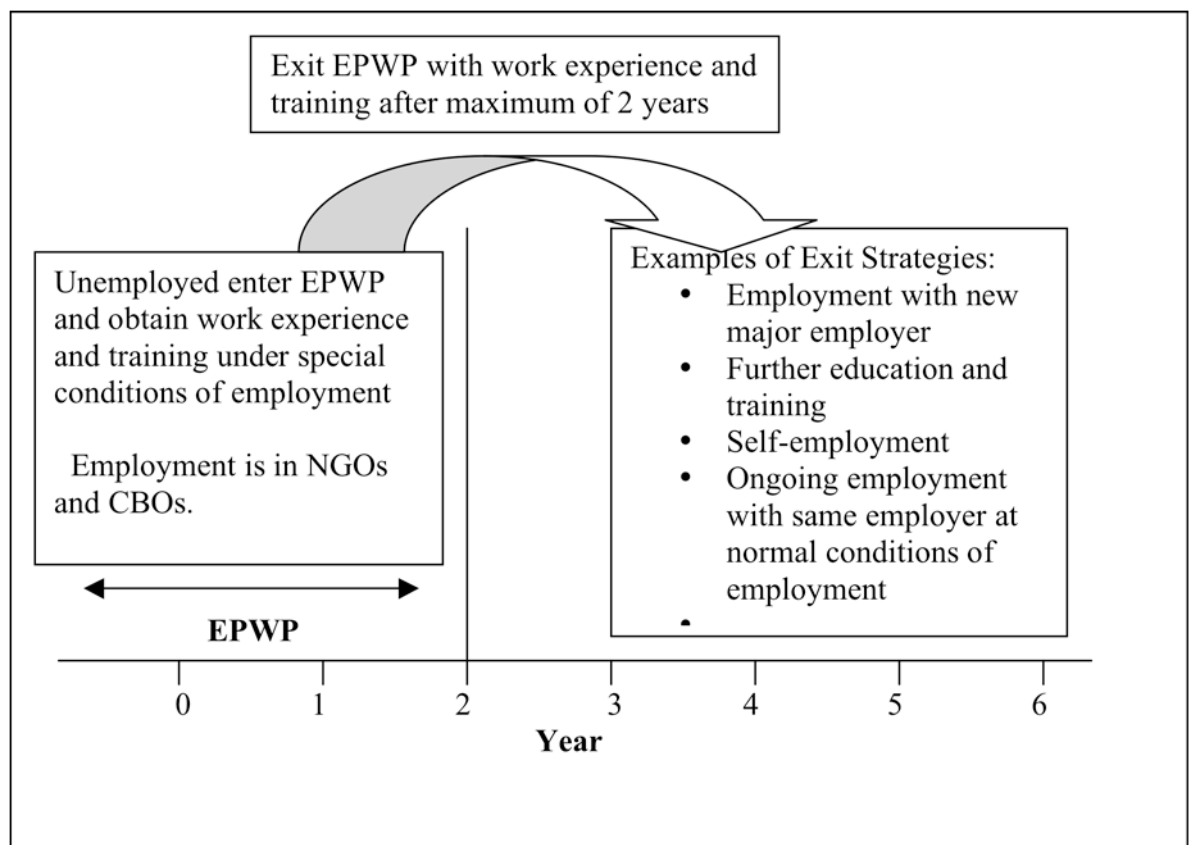 Exit EPWP with work experience and
training after maximum of 2 years
Unemployed enter EPWP
and obtain work experience
and training under special
conditions of employment
Employment is in NGOs
and CBOs.
Examples of Exit Strategies:
• Employment with new
major employer
• Further education and
training
• Self-employment
• Ongoing employment
with same employer at
normal conditions of
employment
•
EPWP
0 1 2 3 4 5 6
Year